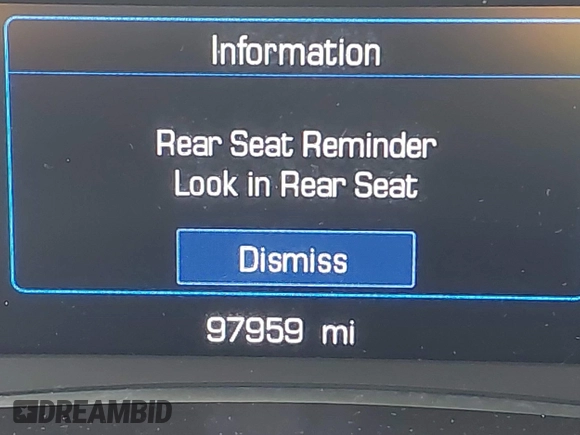 Information
Rear Seat Reminder
Look in Rear Seat
Dismiss
97959 mi
DREAMBID